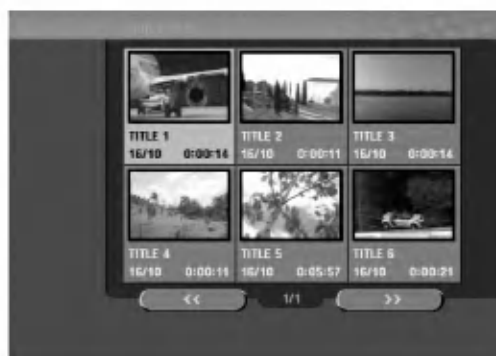 TITLE 1 TITLE 2 TITLE 3
16/10 0:00:14 16/10 0:00:11 16/10 0:00:14
TITLE 4 TITLE 5 TITLE 6
16/10 0:00:11 16/10 0:05:57 16/10 0:00:21
<< 1/1 >>